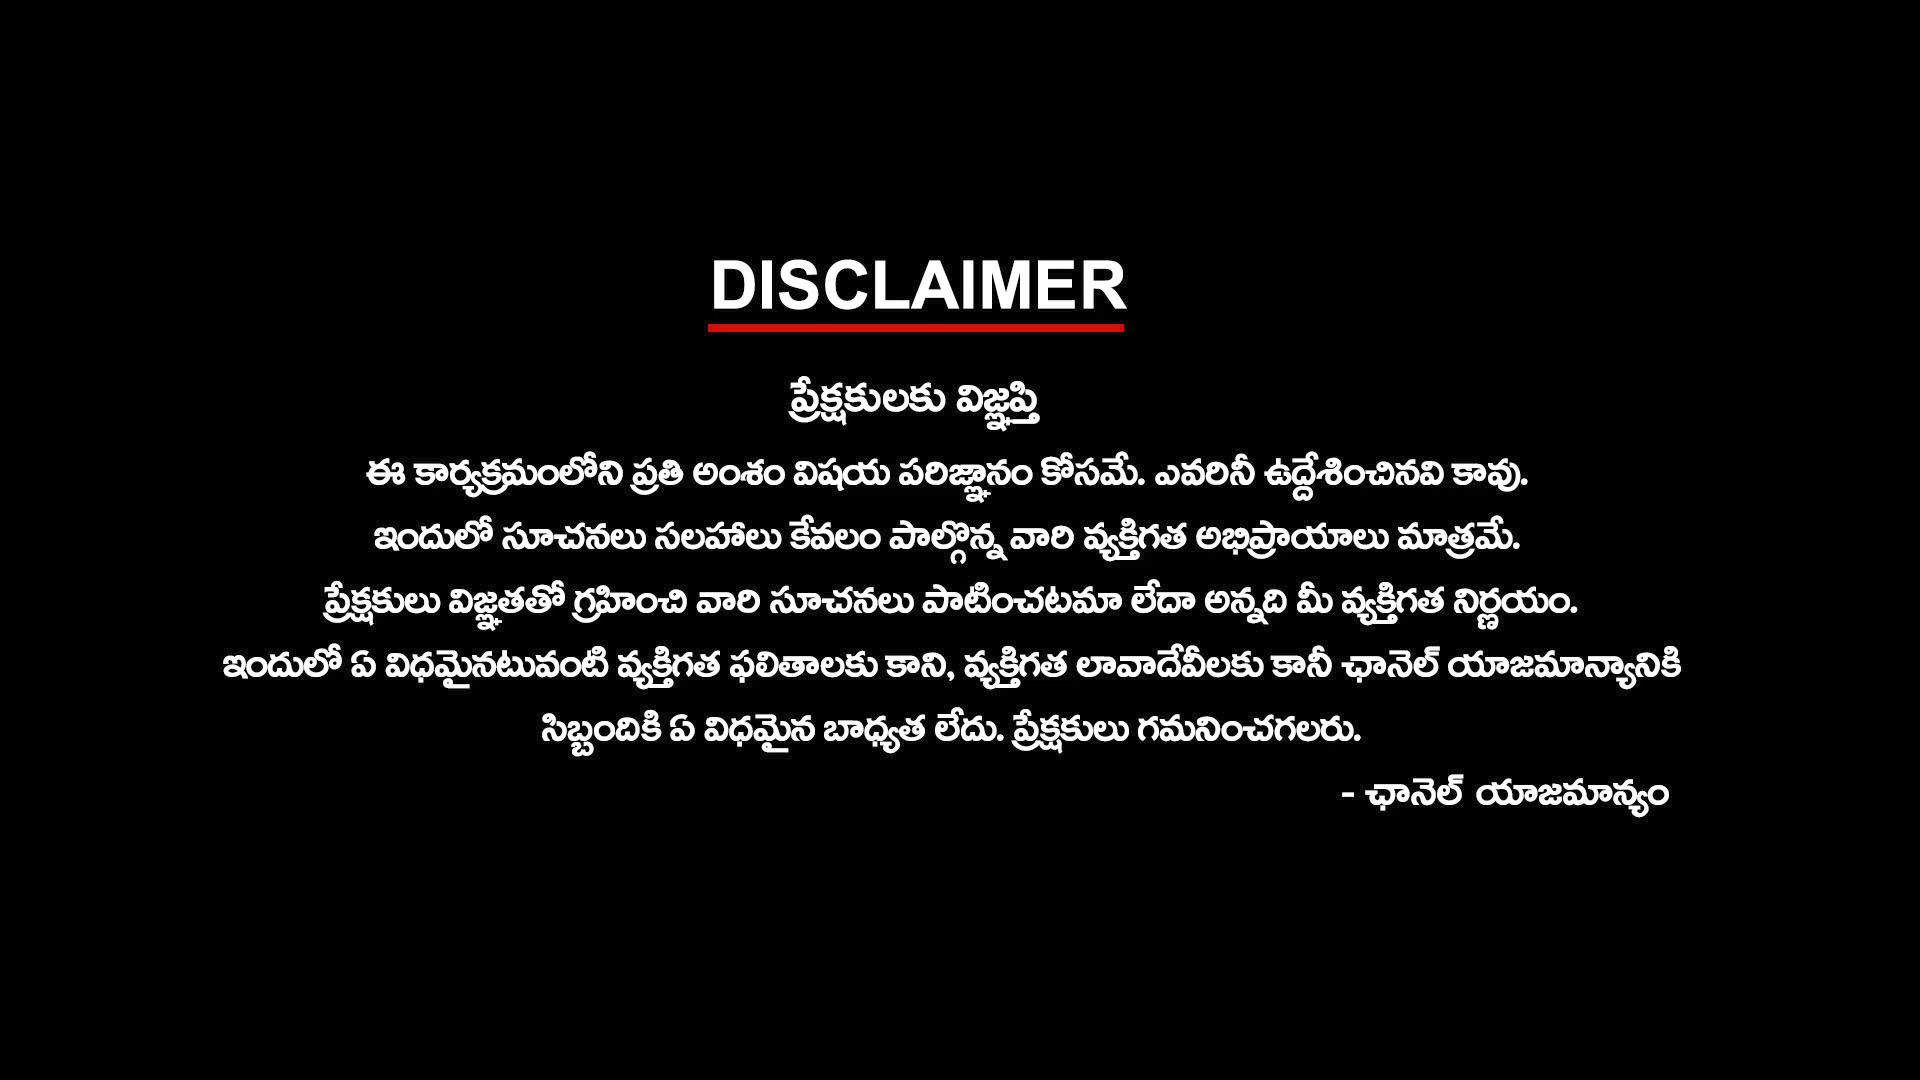 DISCLAIMER
ప్రేక్షకులకు విజ్ఞప్తి
ఈ కార్యక్రమంలోని ప్రతి అంశం విషయ పరిజ్ఞానం కోసమే. ఎవరినీ ఉద్దేశించినవి కావు.
ఇందులో సూచనలు సలహాలు కేవలం పాల్గొన్న వారి వ్యక్తిగత అభిప్రాయాలు మాత్రమే.
ప్రేక్షకులు విజ్ఞతతో గ్రహించి వారి సూచనలు పాటించటమా లేదా అన్నది మీ వ్యక్తిగత నిర్ణయం.
ఇందులో ఏ విధమైనటువంటి వ్యక్తిగత ఫలితాలకు కాని, వ్యక్తిగత లావాదేవీలకు కానీ ఛానెల్ యాజమాన్యానికి
సిబ్బందికి ఏ విధమైన బాధ్యత లేదు. ప్రేక్షకులు గమనించగలరు.
- ఛానెల్ యాజమాన్యం